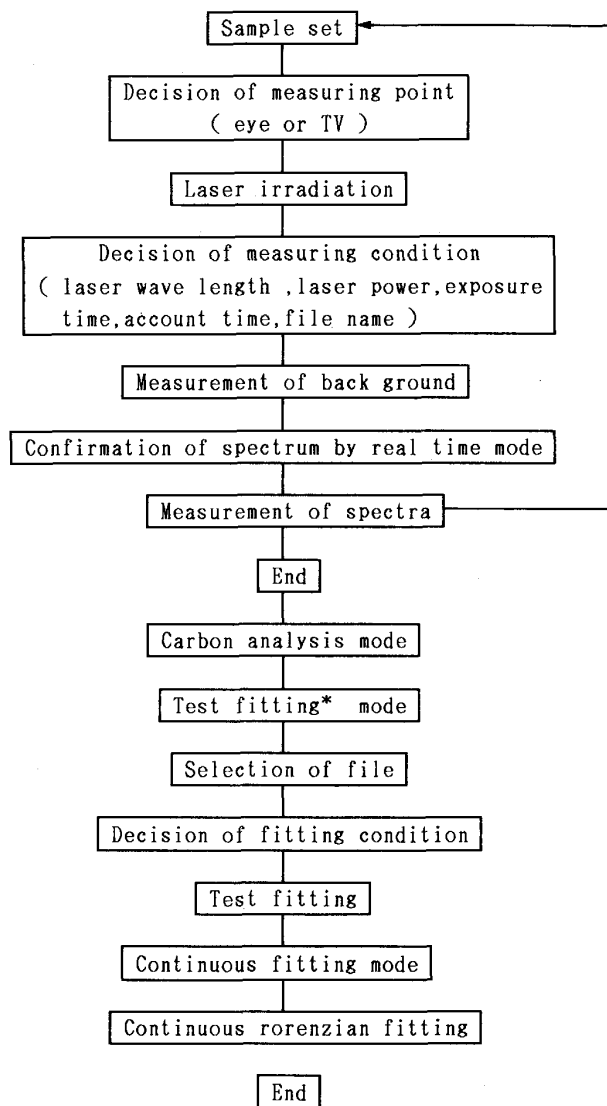 Sample set
Decision of measuring point
( eye or TV )
Laser irradiation
Decision of measuring condition
( laser wave length ,laser power,exposure
time,account time,file name )
Measurement of back ground
Confirmation of spectrum by real time mode
Measurement of spectra
End
Carbon analysis mode
Test fitting* mode
Selection of file
Decision of fitting condition
Test fitting
Continuous fitting mode
Continuous rorenzian fitting
End